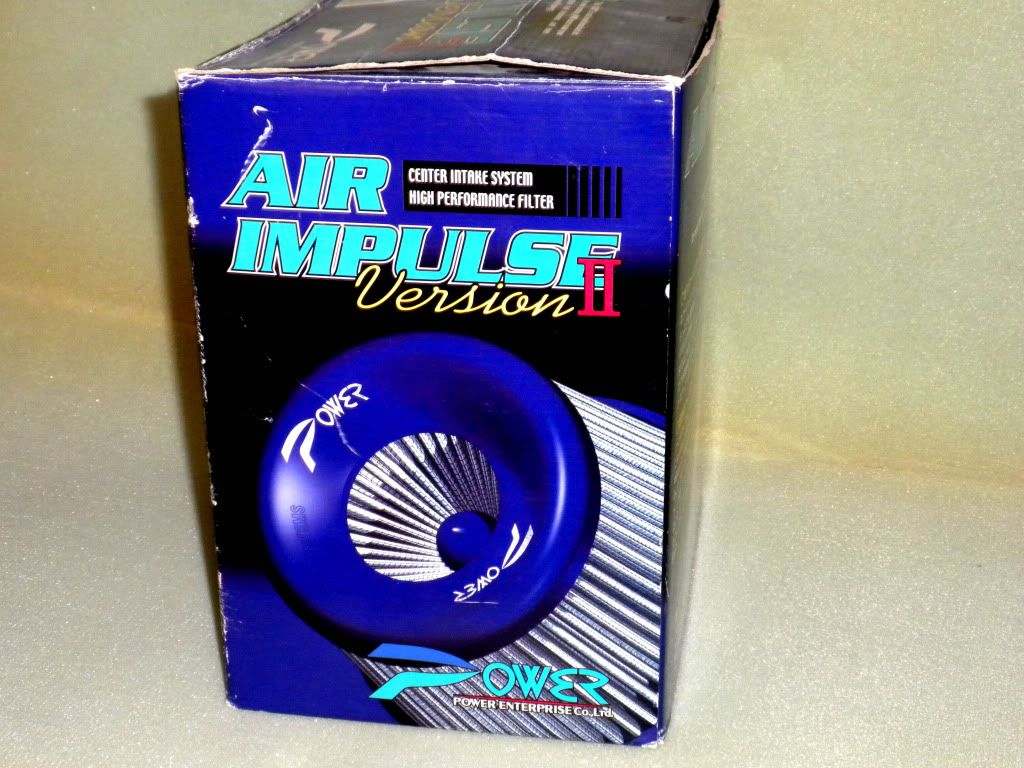 AIR
CENTER INTAKE SYSTEM
HIGH PERFORMANCE FILTER
IMPULSE
Version II
POWER
POWER
POWER
POWER ENTERPRISE Co.,Ltd.